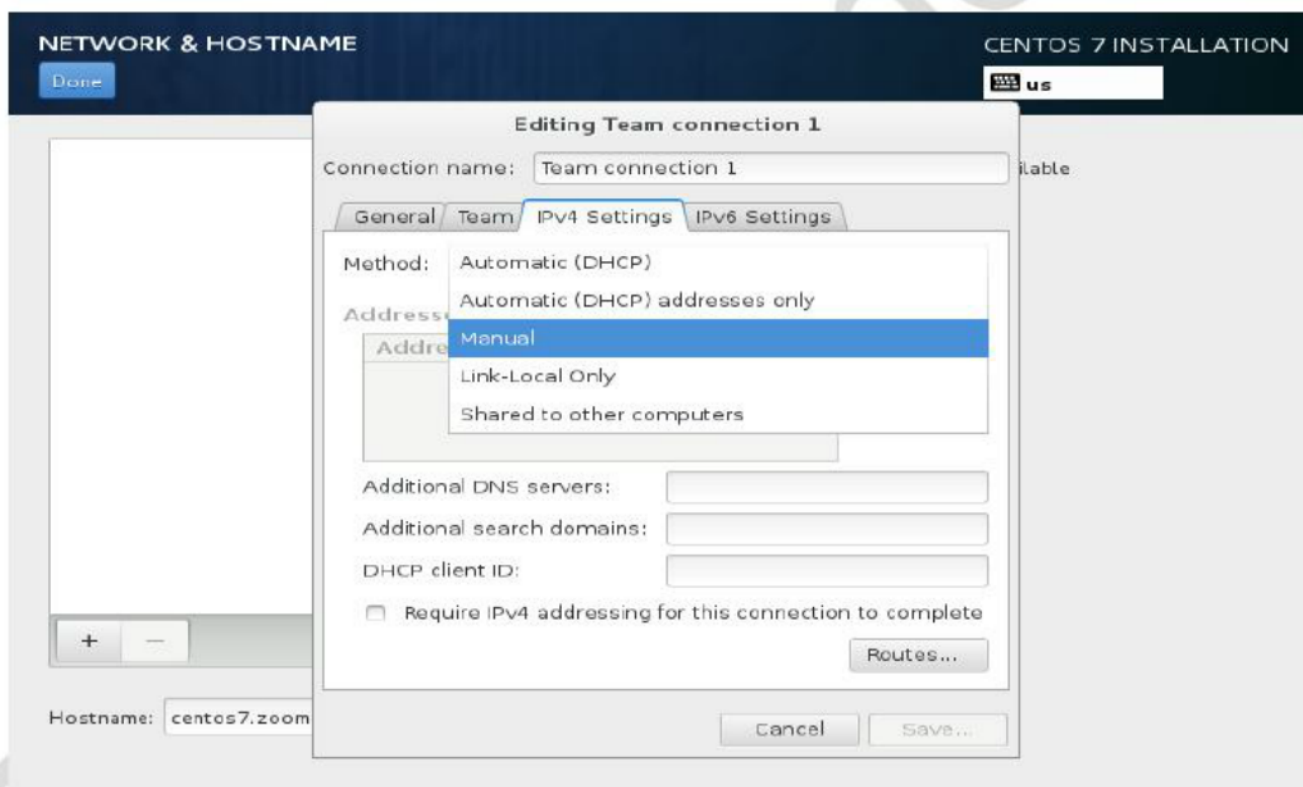 NETWORK & HOSTNAME
CENTOS 7 INSTALLATION
Done
us
Editing Team connection 1
Connection name: Team connection 1
ilable
General Team IPv4 Settings IPv6 Settings
Method: Automatic (DHCP)
Automatic (DHCP) addresses only
Addresse
Manual
Addre
Link-Local Only
Shared to other computers
Additional DNS servers:
Additional search domains:
DHCP client ID:
Require IPv4 addressing for this connection to complete
+ −
Routes...
Hostname: centos7.zoom
Cancel Save...